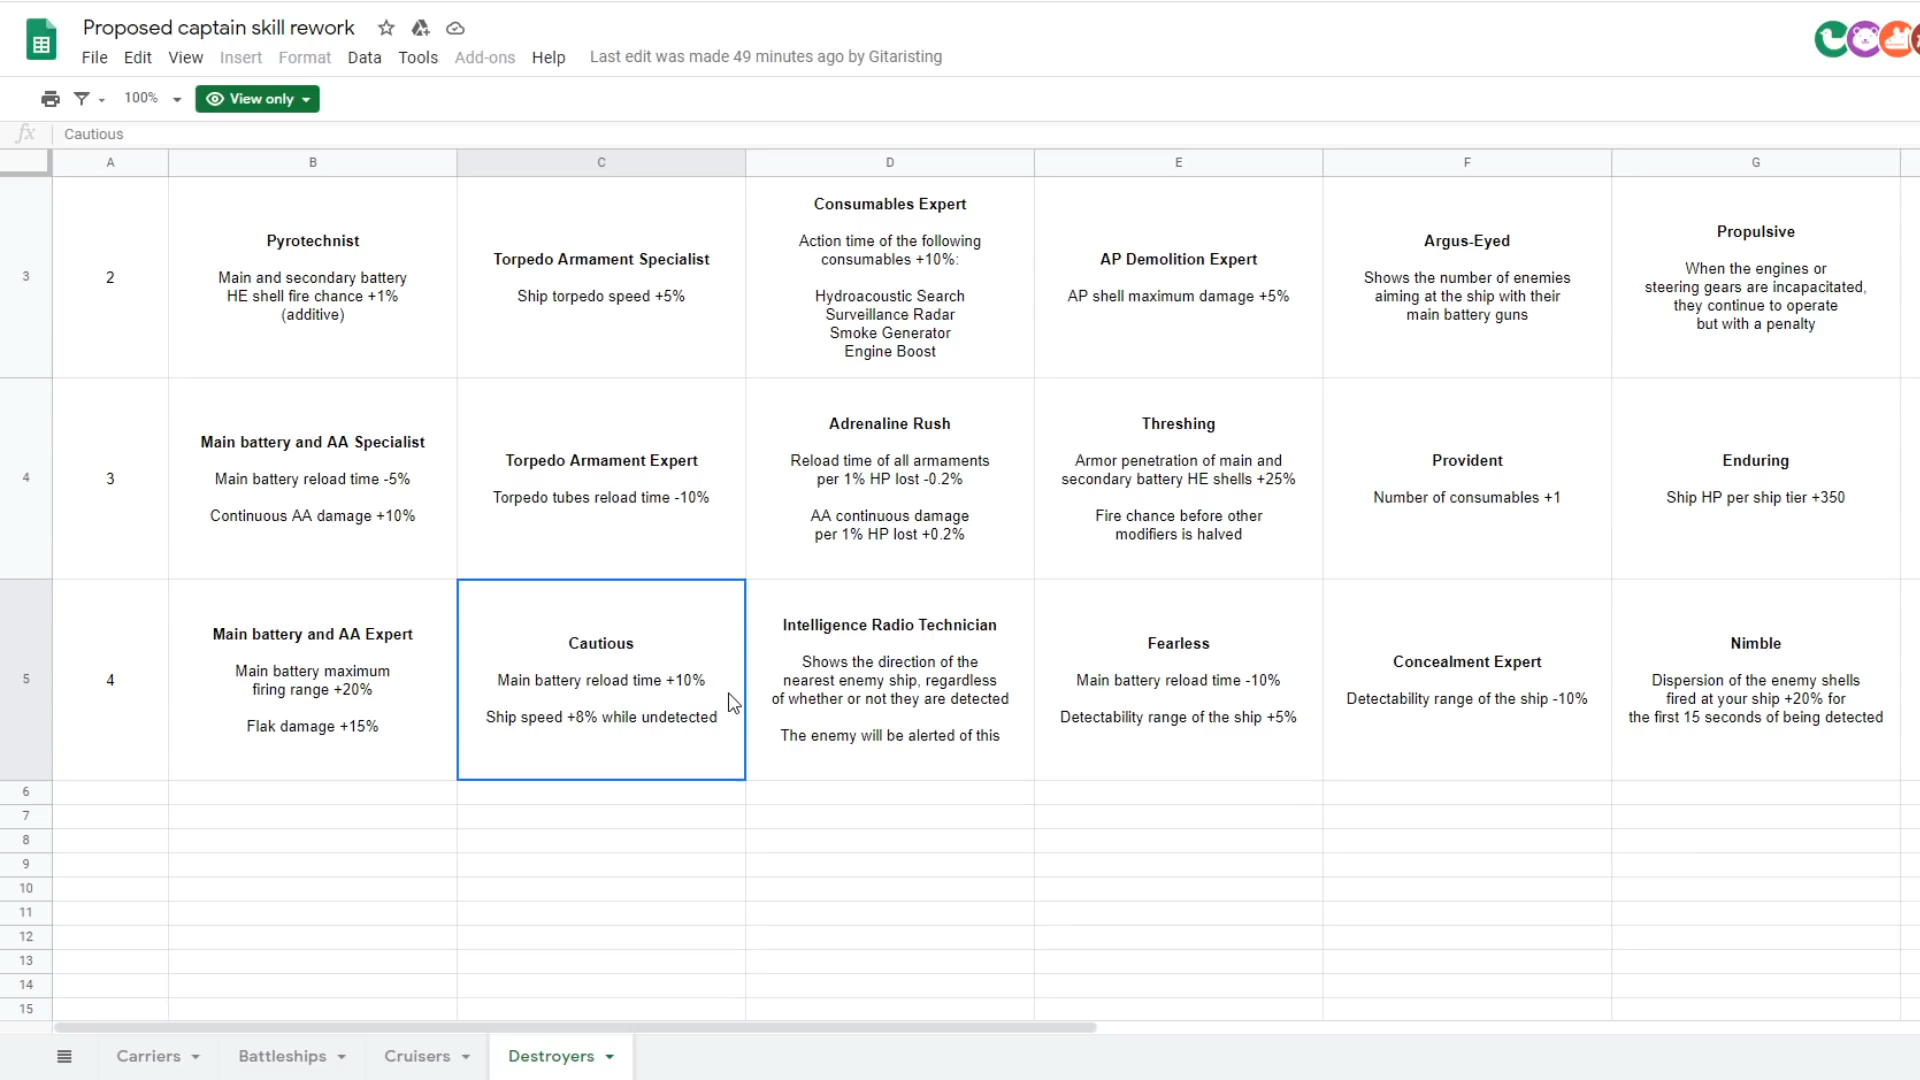 Proposed captain skill rework
File Edit View Insert Format Data Tools Add-ons Help Last edit was made 49 minutes ago by Gitaristing
100% View only
fx Cautious
A B C D E F G
3
2
Pyrotechnist
Main and secondary battery
HE shell fire chance +1%
(additive)
Torpedo Armament Specialist
Ship torpedo speed +5%
Consumables Expert
Action time of the following
consumables +10%:
Hydroacoustic Search
Surveillance Radar
Smoke Generator
Engine Boost
AP Demolition Expert
AP shell maximum damage +5%
Argus-Eyed
Shows the number of enemies
aiming at the ship with their
main battery guns
Propulsive
When the engines or
steering gears are incapacitated,
they continue to operate
but with a penalty
4
3
Main battery and AA Specialist
Main battery reload time -5%
Continuous AA damage +10%
Torpedo Armament Expert
Torpedo tubes reload time -10%
Adrenaline Rush
Reload time of all armaments
per 1% HP lost -0.2%
AA continuous damage
per 1% HP lost +0.2%
Threshing
Armor penetration of main and
secondary battery HE shells +25%
Fire chance before other
modifiers is halved
Provident
Number of consumables +1
Enduring
Ship HP per ship tier +350
5
4
Main battery and AA Expert
Main battery maximum
firing range +20%
Flak damage +15%
Cautious
Main battery reload time +10%
Ship speed +8% while undetected
Intelligence Radio Technician
Shows the direction of the
nearest enemy ship, regardless
of whether or not they are detected
The enemy will be alerted of this
Fearless
Main battery reload time -10%
Detectability range of the ship +5%
Concealment Expert
Detectability range of the ship -10%
Nimble
Dispersion of the enemy shells
fired at your ship +20% for
the first 15 seconds of being detected
6
7
8
9
10
11
12
13
14
15
Carriers Battleships Cruisers Destroyers